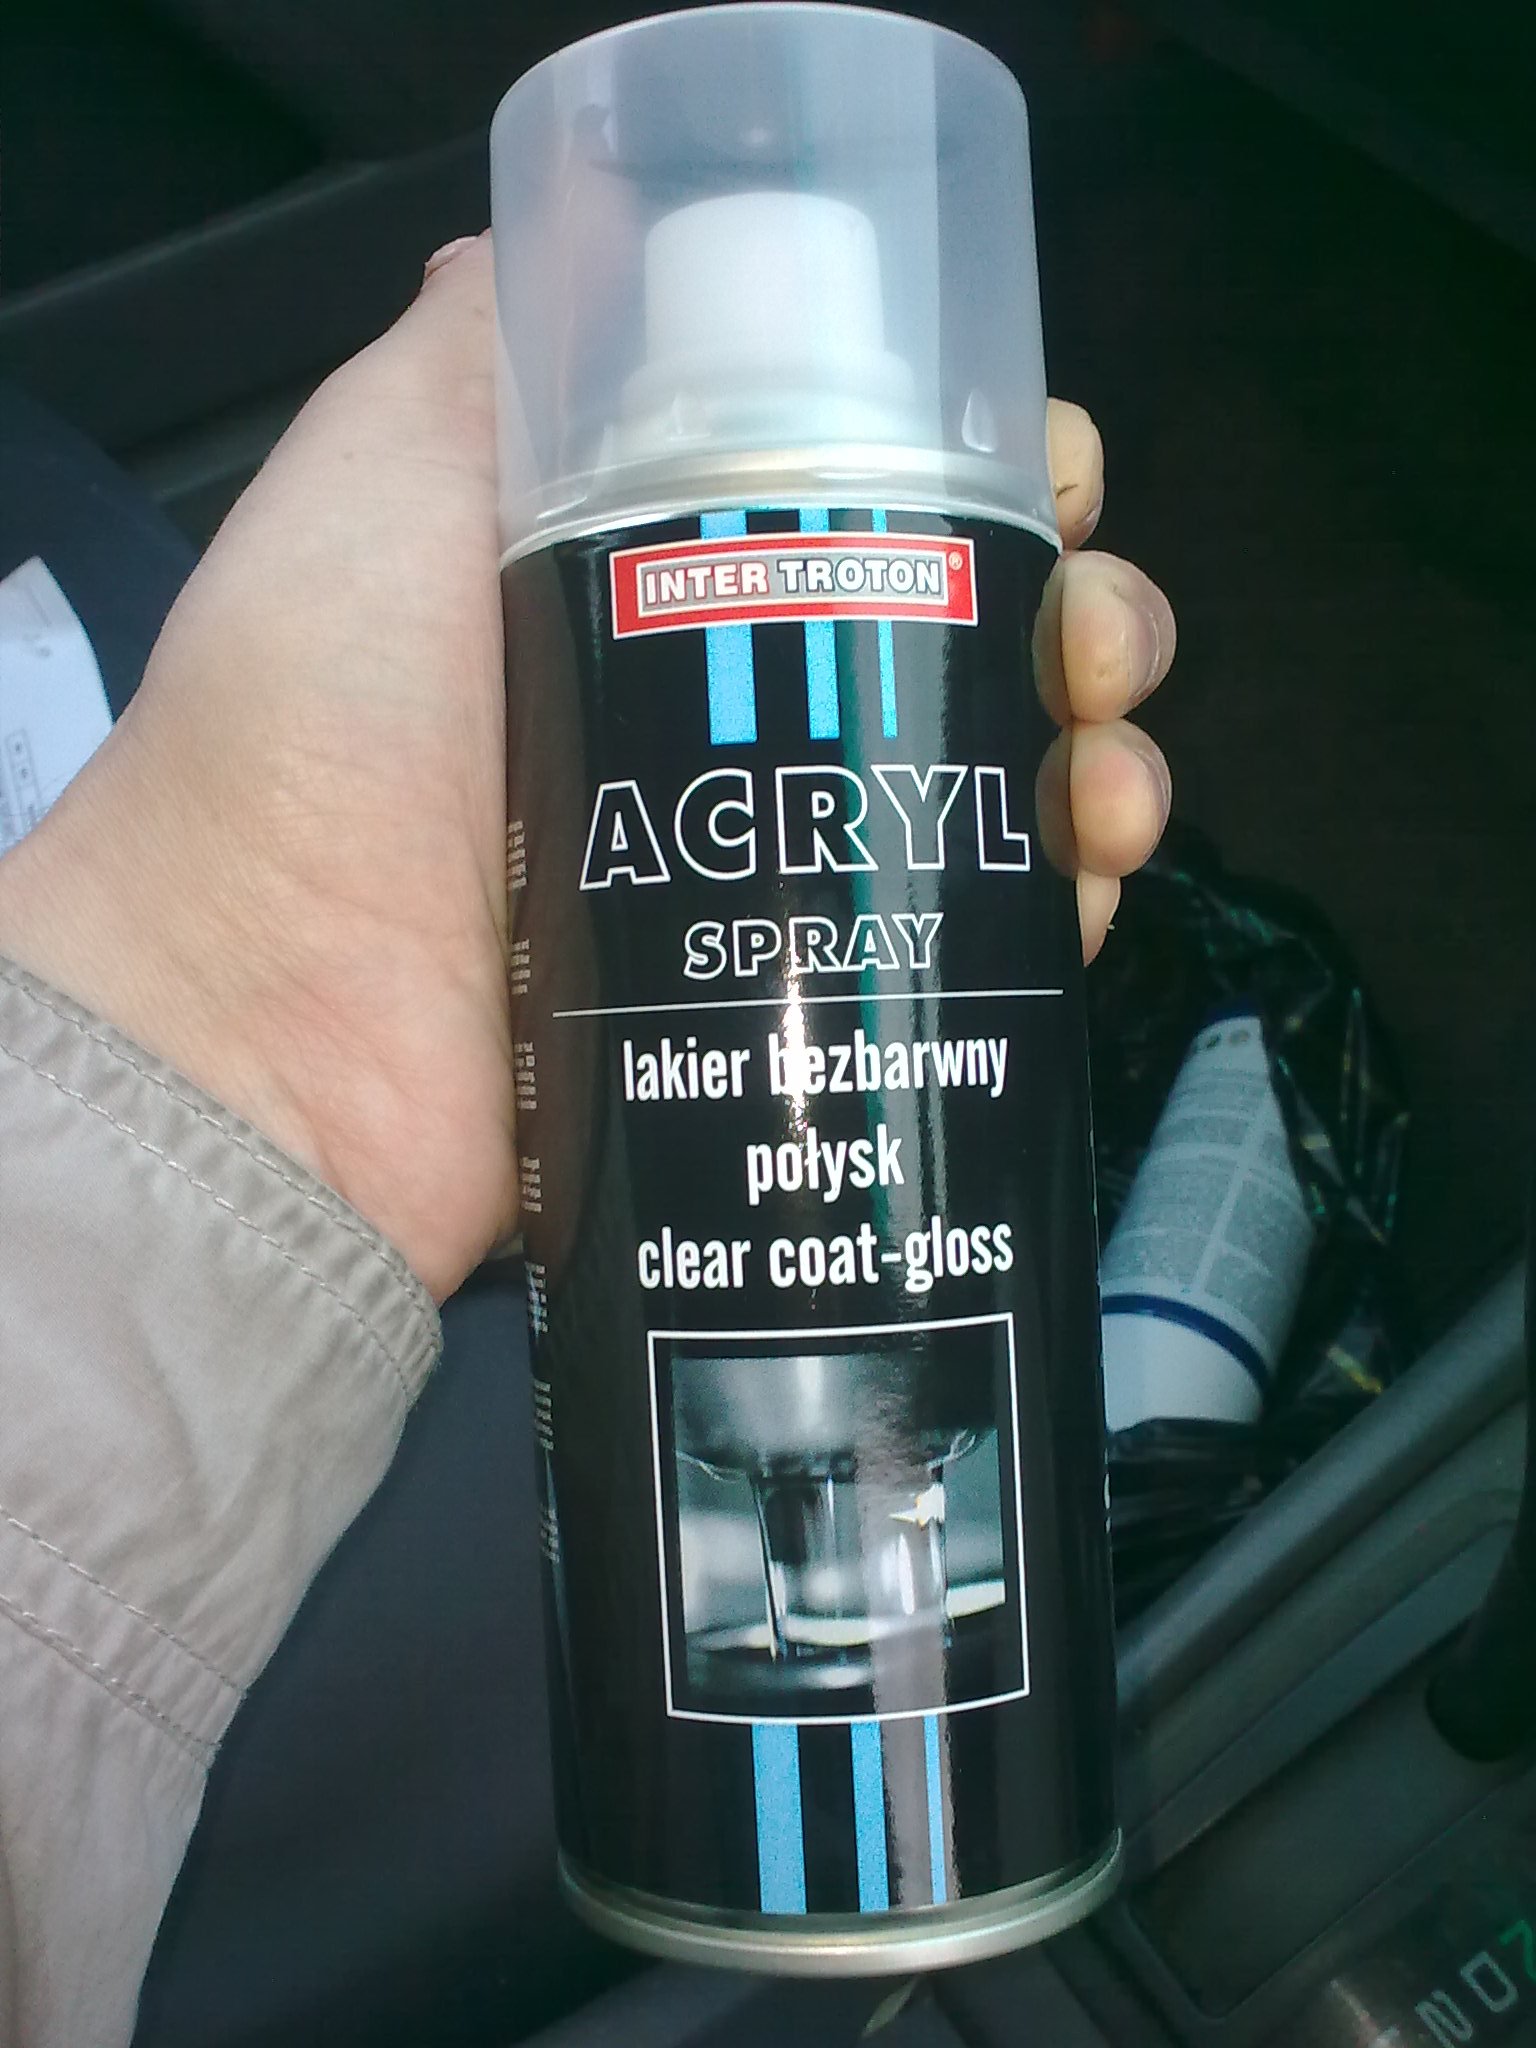 INTER TROTON®
ACRYL
SPRAY
lakier bezbarwny
połysk
clear coat-gloss